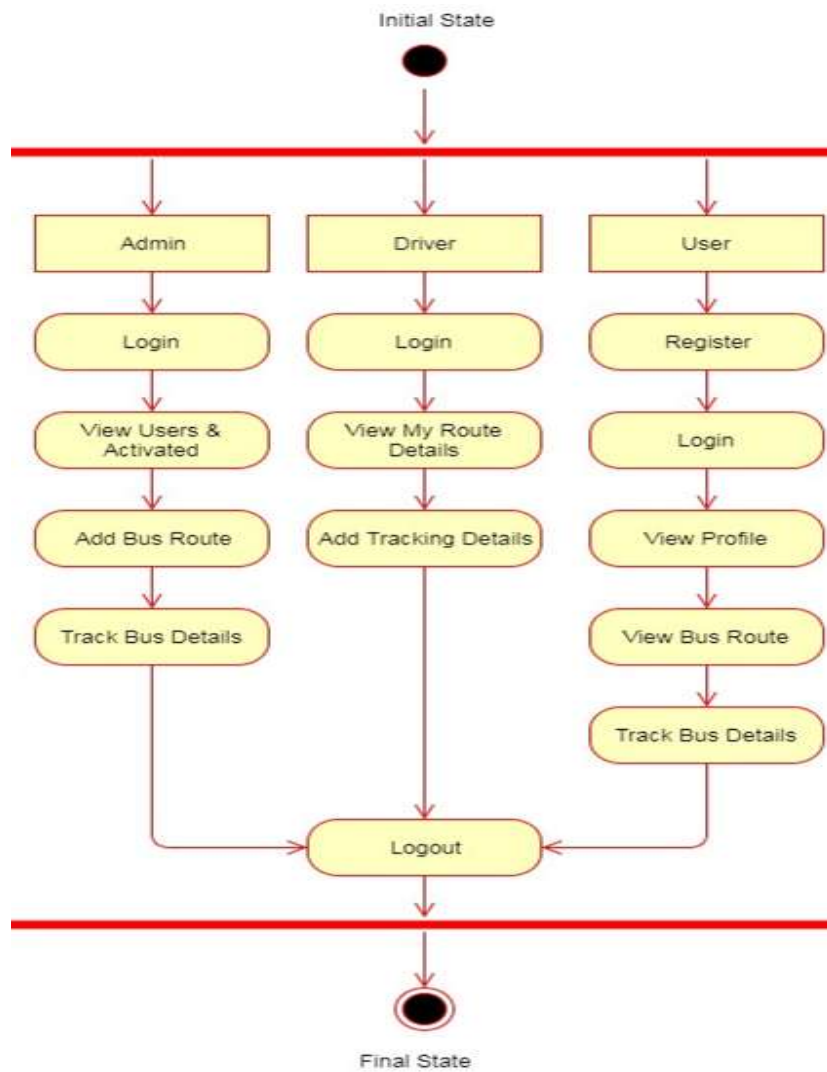 Initial State
Admin
Driver
User
Login
Login
Register
View Users &
Activated
View My Route
Details
Login
Add Bus Route
Add Tracking Details
View Profile
Track Bus Details
View Bus Route
Track Bus Details
Logout
Final State